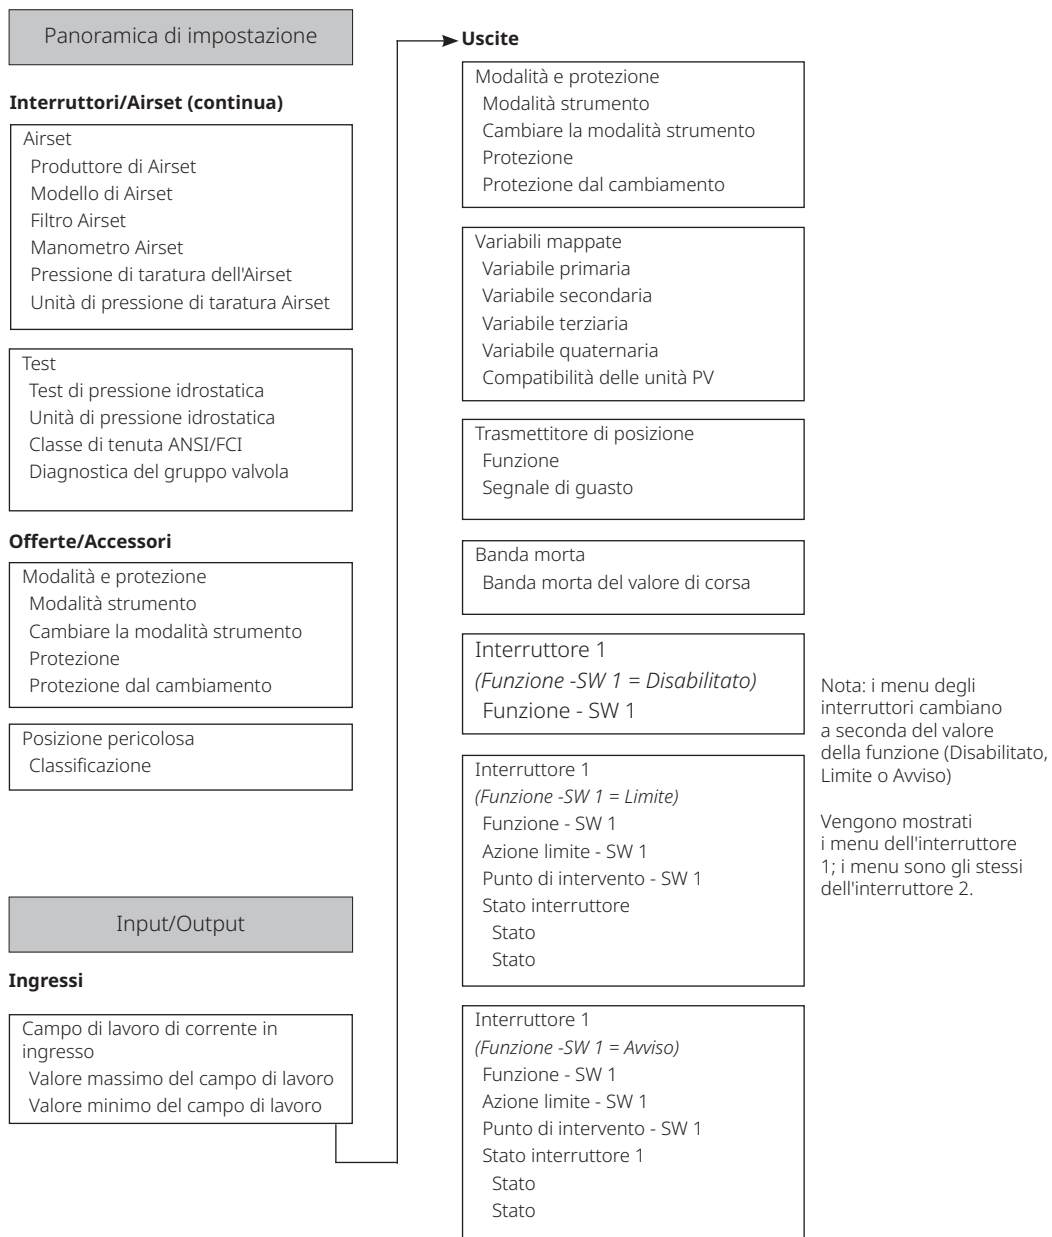 Panoramica di impostazione
Interruttori/Airset (continua)
Airset
Produttore di Airset
Modello di Airset
Filtro Airset
Manometro Airset
Pressione di taratura dell'Airset
Unità di pressione di taratura Airset
Test
Test di pressione idrostatica
Unità di pressione idrostatica
Classe di tenuta ANSI/FCI
Diagnostica del gruppo valvola
Offerte/Accessori
Modalità e protezione
Modalità strumento
Cambiare la modalità strumento
Protezione
Protezione dal cambiamento
Posizione pericolosa
Classificazione
Input/Output
Ingressi
Campo di lavoro di corrente in
ingresso
Valore massimo del campo di lavoro
Valore minimo del campo di lavoro
Uscite
Modalità e protezione
Modalità strumento
Cambiare la modalità strumento
Protezione
Protezione dal cambiamento
Variabili mappate
Variabile primaria
Variabile secondaria
Variabile terziaria
Variabile quaternaria
Compatibilità delle unità PV
Trasmettitore di posizione
Funzione
Segnale di guasto
Banda morta
Banda morta del valore di corsa
Interruttore 1
(Funzione -SW 1 = Disabilitato)
Funzione - SW 1
Interruttore 1
(Funzione -SW 1 = Limite)
Funzione - SW 1
Azione limite - SW 1
Punto di intervento - SW 1
Stato interruttore
Stato
Stato
Interruttore 1
(Funzione -SW 1 = Avviso)
Funzione - SW 1
Azione limite - SW 1
Punto di intervento - SW 1
Stato interruttore 1
Stato
Stato
Nota: i menu degli
interruttori cambiano
a seconda del valore
della funzione (Disabilitato,
Limite o Avviso)
Vengono mostrati
i menu dell'interruttore
1; i menu sono gli stessi
dell'interruttore 2.